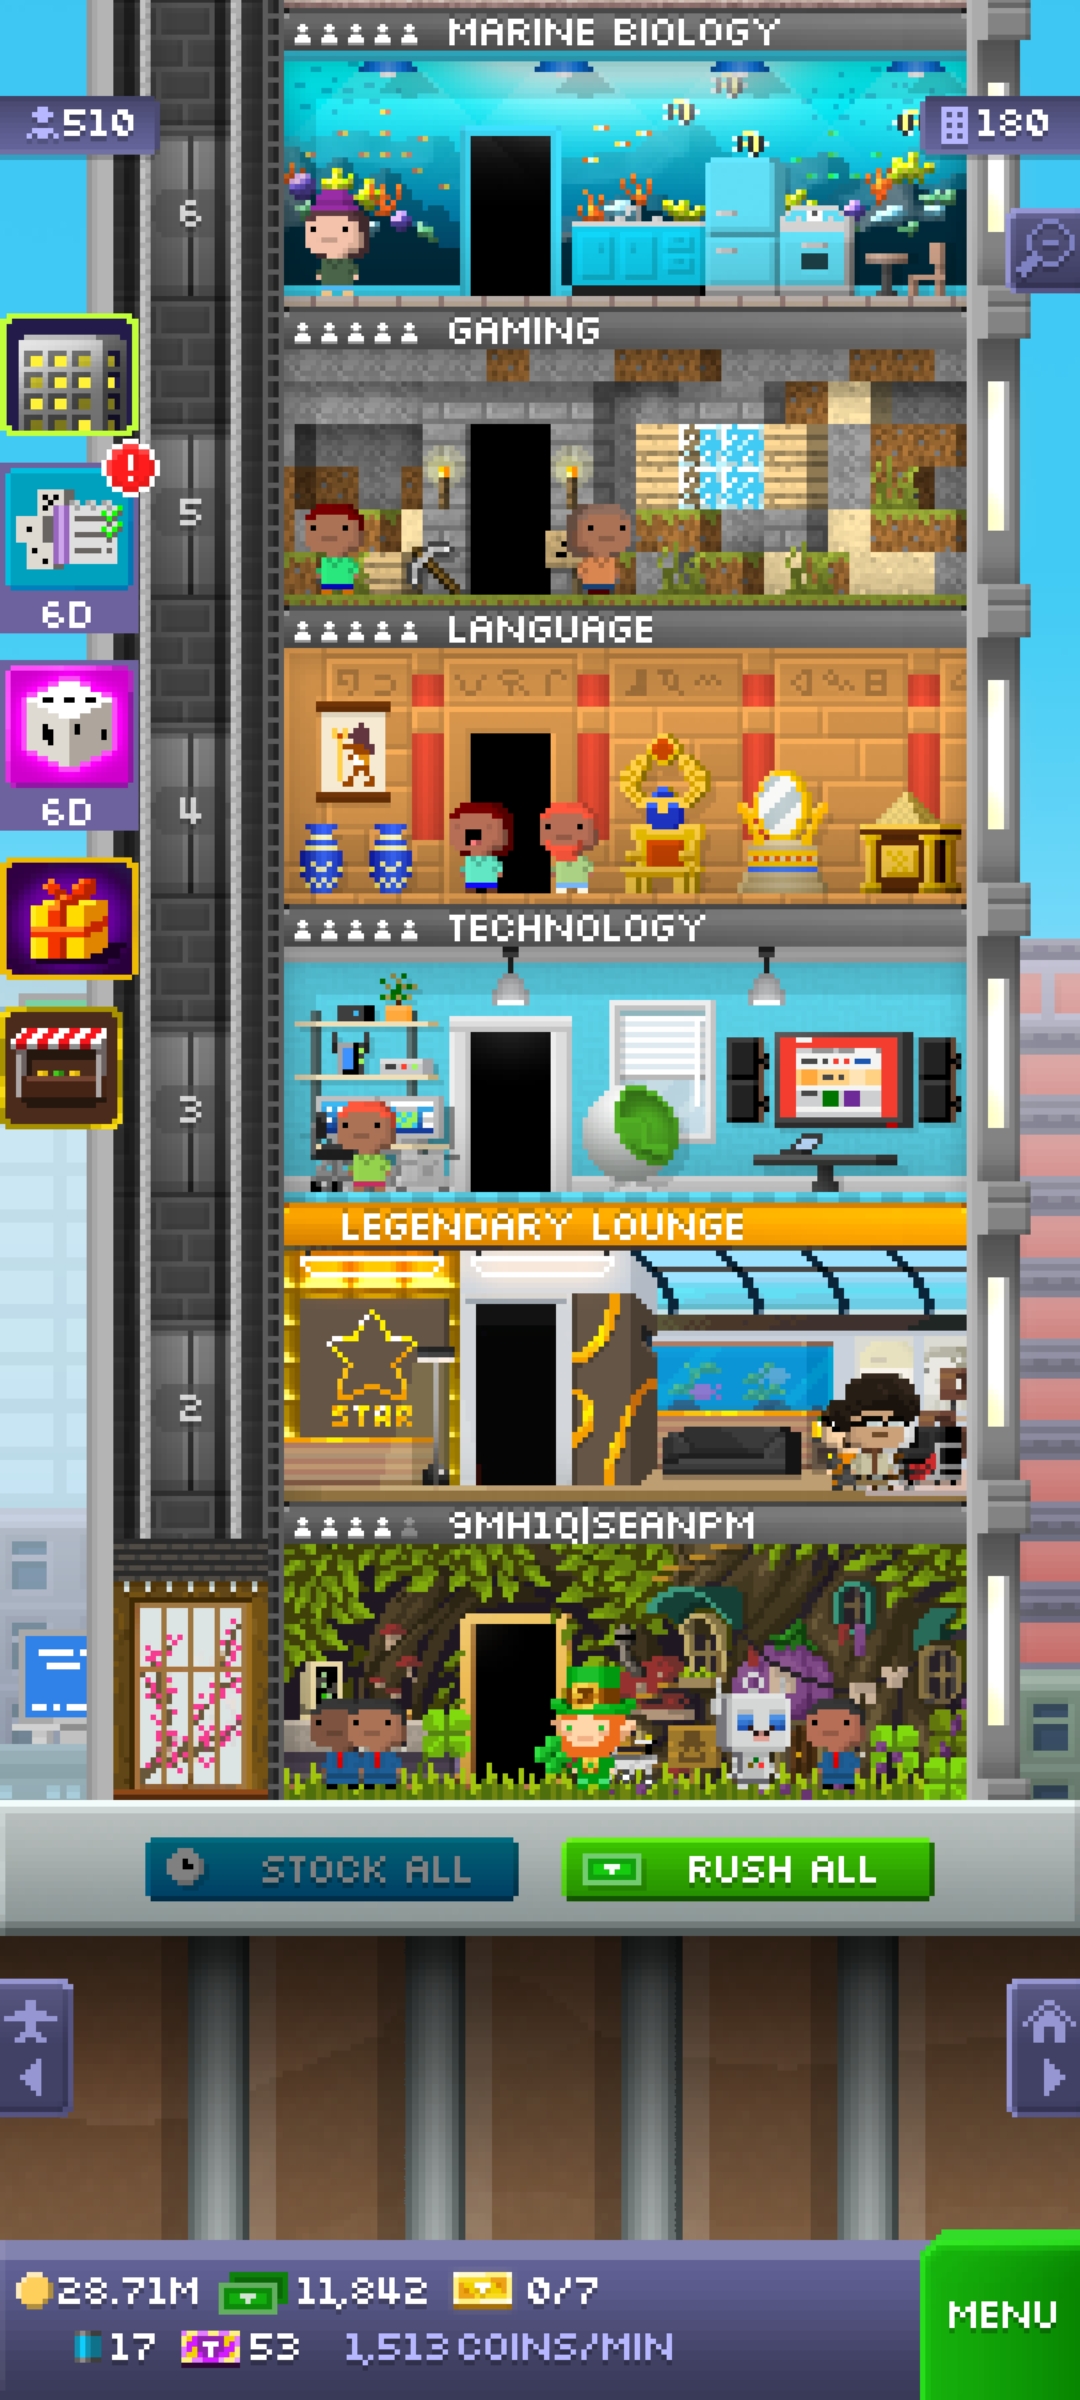 MARINE BIOLOGY
510
180
6
GAMING
5
6D
LANGUAGE
6D
4
TECHNOLOGY
3
LEGENDARY LOUNGE
STAR
2
9MH1Q|SEANPM
STOCK ALL
RUSH ALL
28.71M
11,842
0/7
MENU
17
53
1,513 COINS/MIN